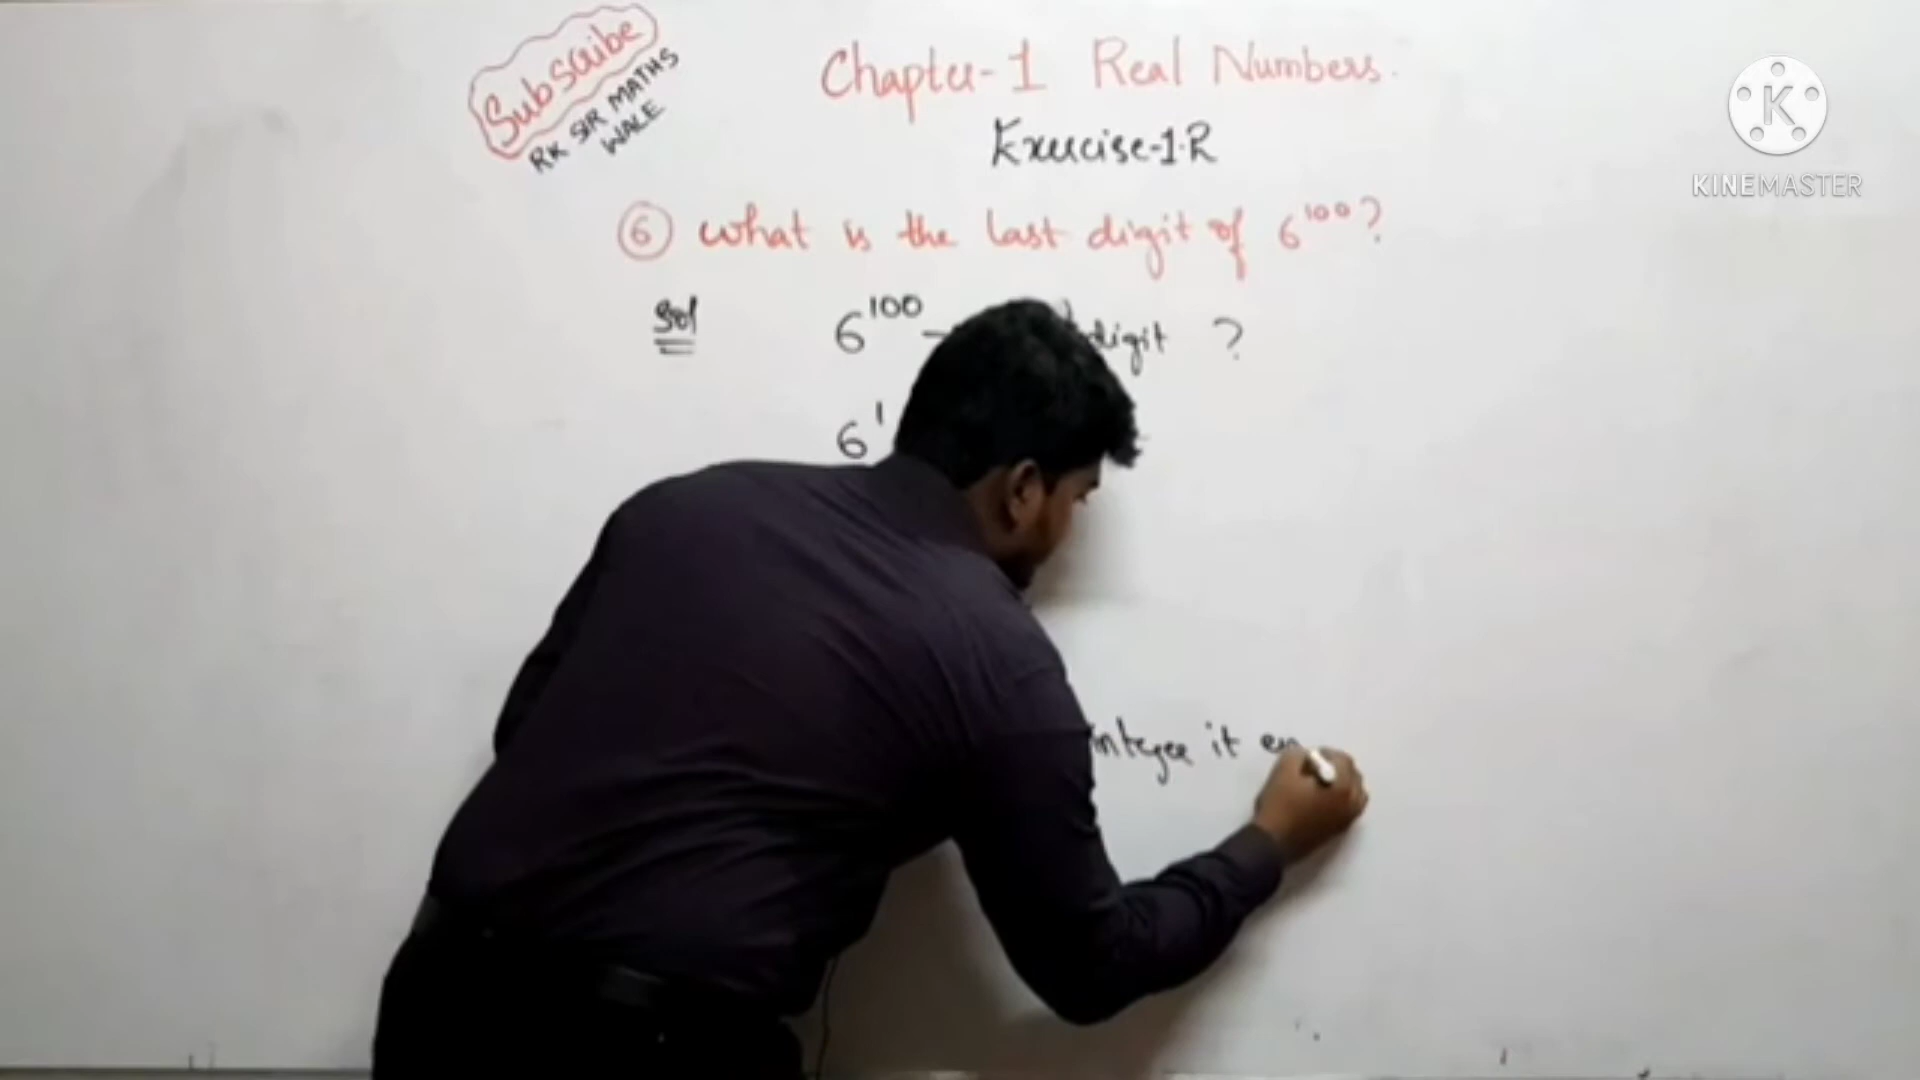 Subscribe
RK SIR MATHS
WALE
Chapter-1 Real Numbers.
Exercise-1.R
KINEMASTER
⑥ What is the last digit of 6¹⁰⁰?
Sol 6¹⁰⁰ digit ?
6¹
integer it en